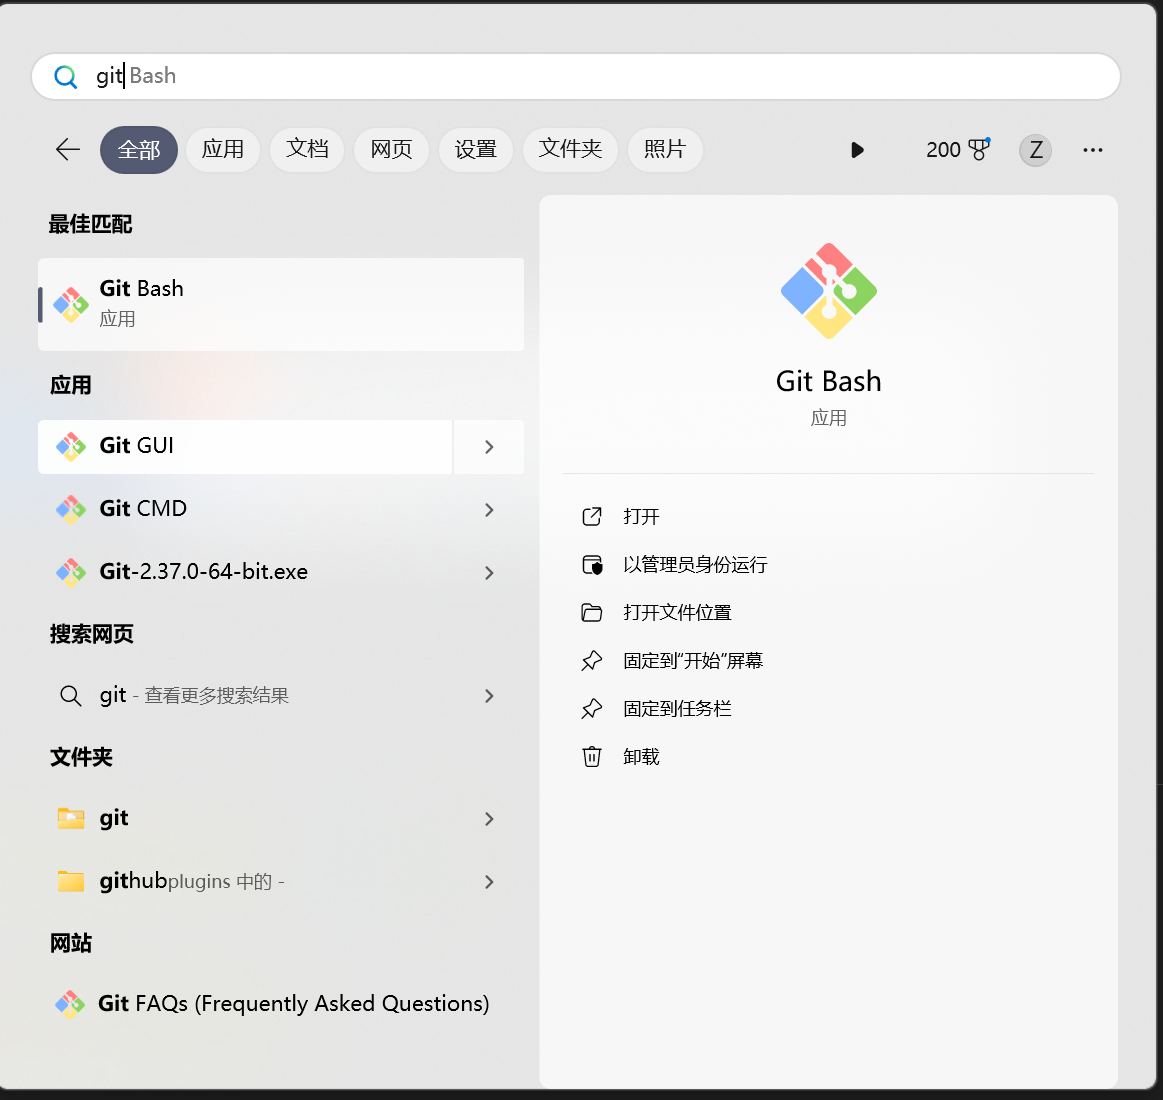 git Bash
全部 应用 文档 网页 设置 文件夹 照片 200 Z
最佳匹配
Git Bash
应用
应用
Git GUI
Git CMD
Git-2.37.0-64-bit.exe
搜索网页
git - 查看更多搜索结果
文件夹
git
githubplugins 中的 -
网站
Git FAQs (Frequently Asked Questions)
Git Bash
应用
打开
以管理员身份运行
打开文件位置
固定到“开始”屏幕
固定到任务栏
卸载